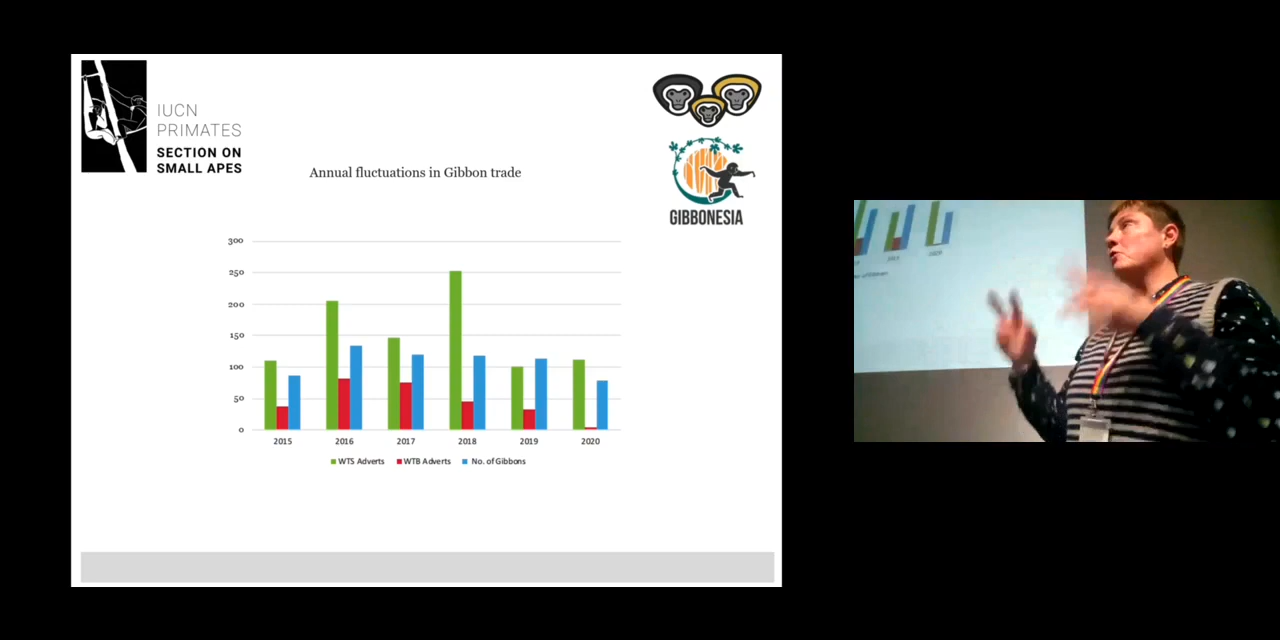 IUCN
PRIMATES
SECTION ON
SMALL APES
Annual fluctuations in Gibbon trade
GIBBONESIA
300
250
200
150
100
50
0
2015 2016 2017 2018 2019 2020
WTS Adverts WTB Adverts No. of Gibbons